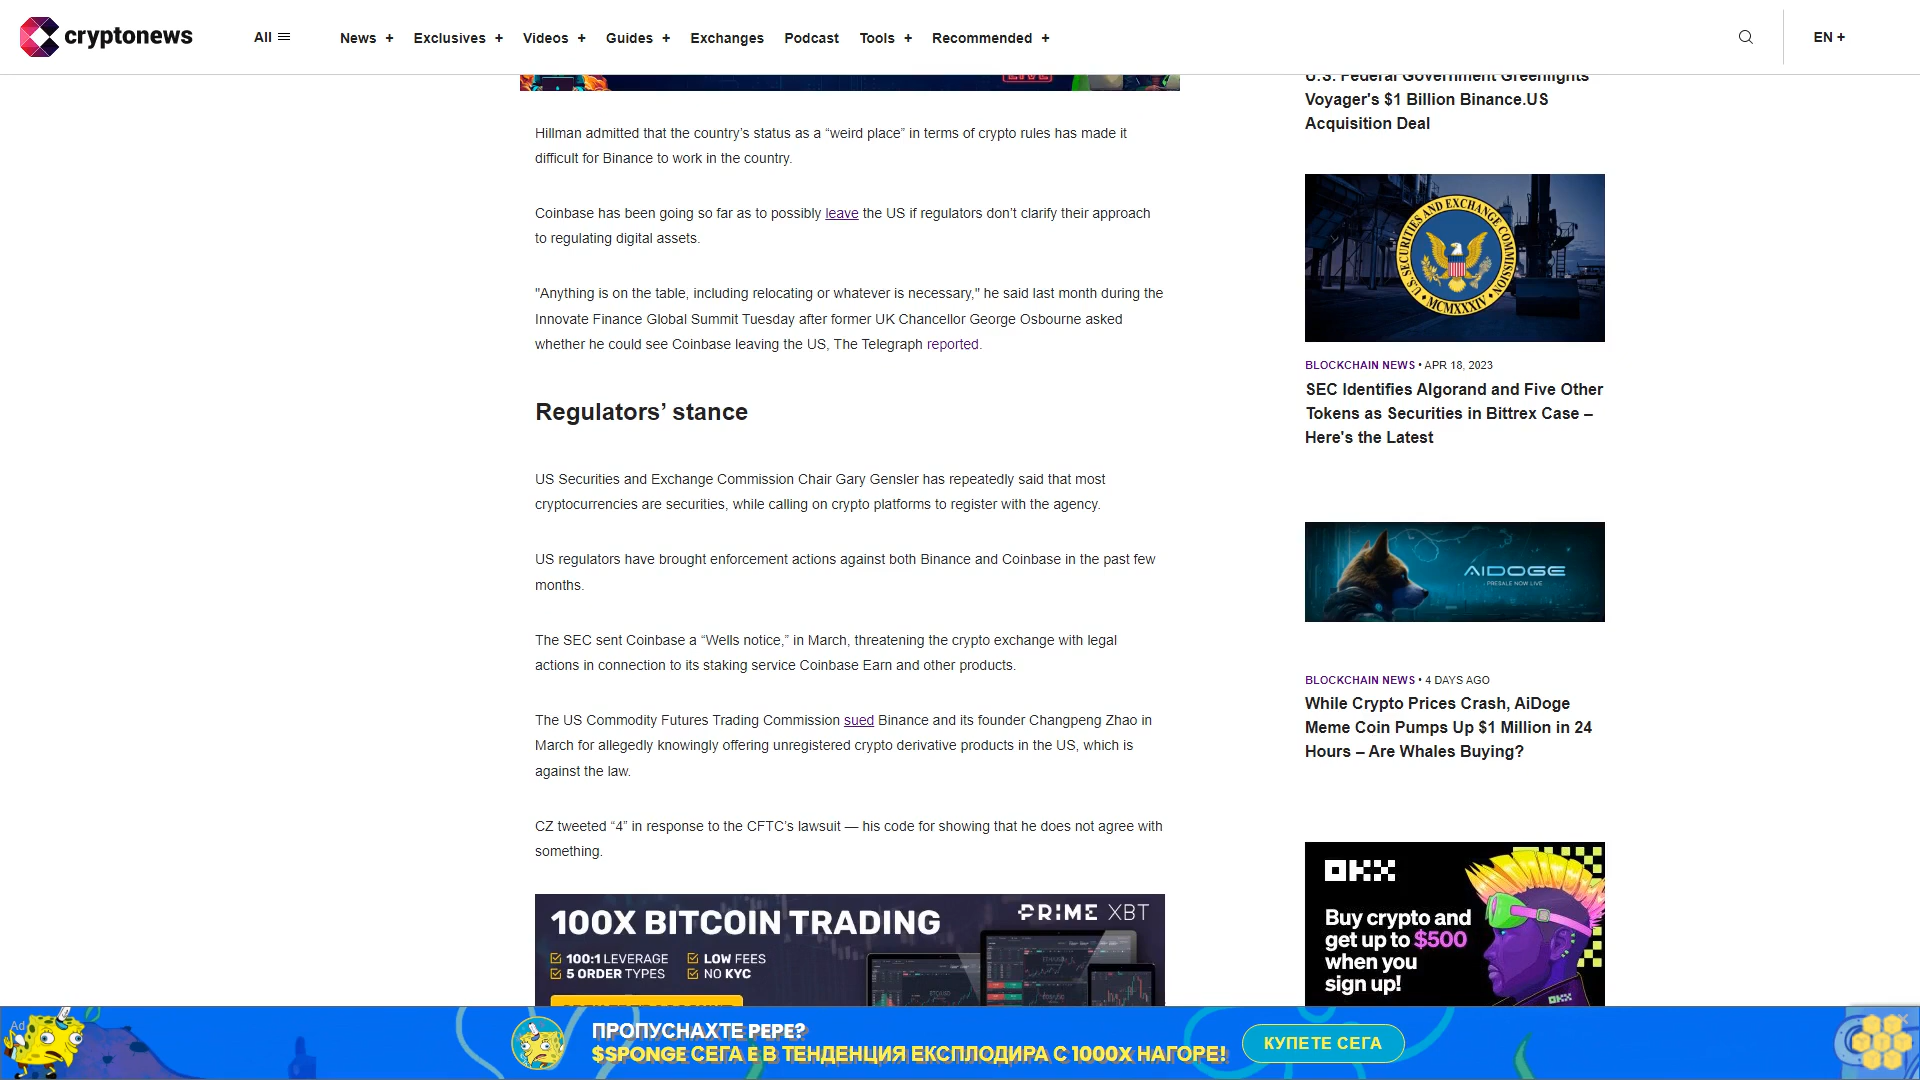 cryptonews
All
News +
Exclusives +
Videos +
Guides +
Exchanges
Podcast
Tools +
Recommended +
EN +
LIVE
Hillman admitted that the country’s status as a “weird place” in terms of crypto rules has made it
difficult for Binance to work in the country.
Coinbase has been going so far as to possibly leave the US if regulators don’t clarify their approach
to regulating digital assets.
"Anything is on the table, including relocating or whatever is necessary," he said last month during the
Innovate Finance Global Summit Tuesday after former UK Chancellor George Osbourne asked
whether he could see Coinbase leaving the US, The Telegraph reported.
Regulators’ stance
US Securities and Exchange Commission Chair Gary Gensler has repeatedly said that most
cryptocurrencies are securities, while calling on crypto platforms to register with the agency.
US regulators have brought enforcement actions against both Binance and Coinbase in the past few
months.
The SEC sent Coinbase a “Wells notice,” in March, threatening the crypto exchange with legal
actions in connection to its staking service Coinbase Earn and other products.
The US Commodity Futures Trading Commission sued Binance and its founder Changpeng Zhao in
March for allegedly knowingly offering unregistered crypto derivative products in the US, which is
against the law.
CZ tweeted “4” in response to the CFTC’s lawsuit — his code for showing that he does not agree with
something.
100X BITCOIN TRADING
PRIME XBT
100:1 LEVERAGE
LOW FEES
5 ORDER TYPES
NO KYC
U.S. Federal Government Greenlights
Voyager's $1 Billion Binance.US
Acquisition Deal
U.S. SECURITIES AND EXCHANGE COMMISSION
MCMXXXIV
BLOCKCHAIN NEWS • APR 18, 2023
SEC Identifies Algorand and Five Other
Tokens as Securities in Bittrex Case –
Here's the Latest
AIDOGE
PRESALE NOW LIVE
BLOCKCHAIN NEWS • 4 DAYS AGO
While Crypto Prices Crash, AiDoge
Meme Coin Pumps Up $1 Million in 24
Hours – Are Whales Buying?
OKX
Buy crypto and
get up to $500
when you
sign up!
OKX
Ad
ПРОПУСНАХТЕ PEPE?
$SPONGE СЕГА Е В ТЕНДЕНЦИЯ ЕКСПЛОДИРА С 1000X НАГОРЕ!
КУПЕТЕ СЕГА